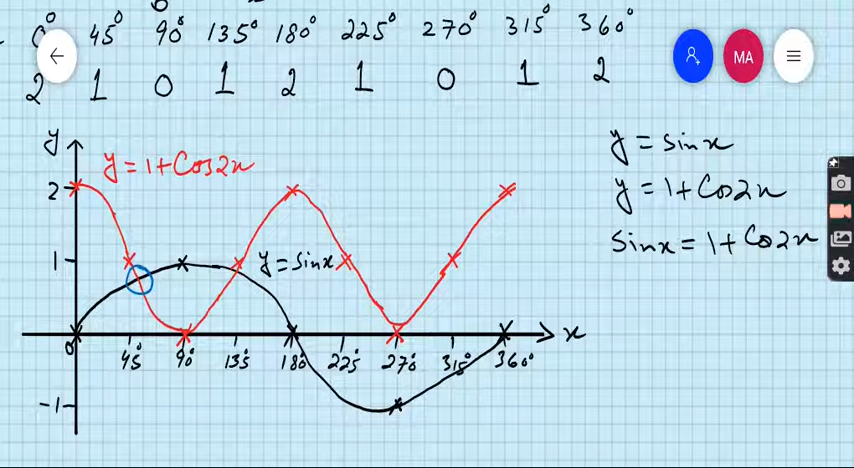 0° 45° 90° 135° 180° 225° 270° 315° 360°
2 1 0 1 2 1 0 1 2
MA
y
y = 1 + Cos2x
2
1
y = sinx
0
45° 90° 135° 180° 225° 270° 315° 360°
x
-1
y = sinx
y = 1 + Cos2x
sinx = 1 + Cos2x